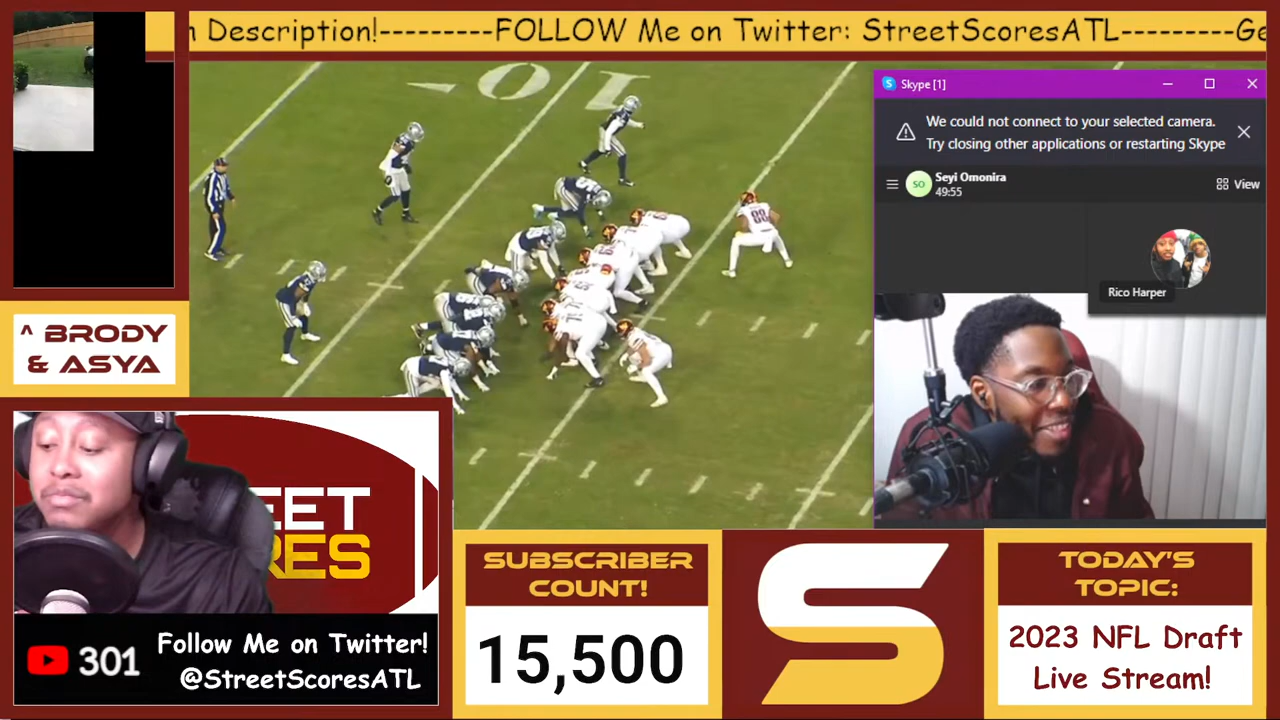 n Description!---------FOLLOW Me on Twitter: StreetScoresATL---------Ge
10
Skype [1]
We could not connect to your selected camera.
Try closing other applications or restarting Skype
SO
Seyi Omonira
49:55
View
Rico Harper
88
^ BRODY
& ASYA
EET
RES
301
Follow Me on Twitter!
@StreetScoresATL
SUBSCRIBER
COUNT!
15,500
S
TODAY'S
TOPIC:
2023 NFL Draft
Live Stream!